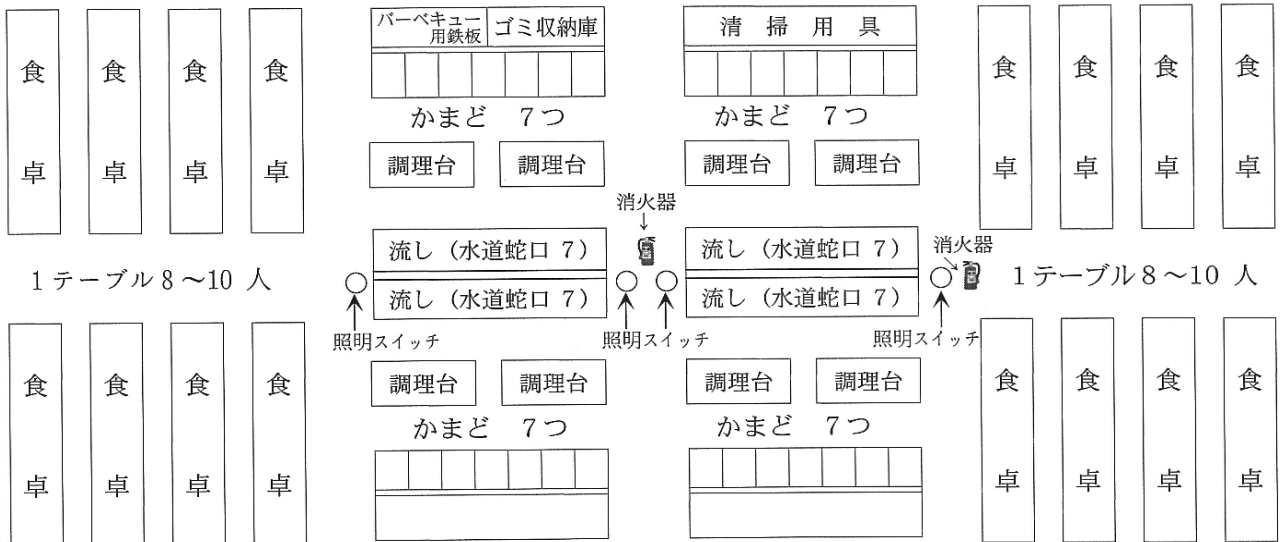 バーベキュー用鉄板
ゴミ収納庫
清掃用具
食卓 食卓 食卓 食卓
かまど 7つ
かまど 7つ
食卓 食卓 食卓 食卓
調理台 調理台
調理台 調理台
消火器
流し（水道蛇口 7）
流し（水道蛇口 7）
消火器
1テーブル8～10人
流し（水道蛇口 7）
流し（水道蛇口 7）
1テーブル8～10人
照明スイッチ
照明スイッチ
照明スイッチ
調理台 調理台
調理台 調理台
食卓 食卓 食卓 食卓
かまど 7つ
かまど 7つ
食卓 食卓 食卓 食卓